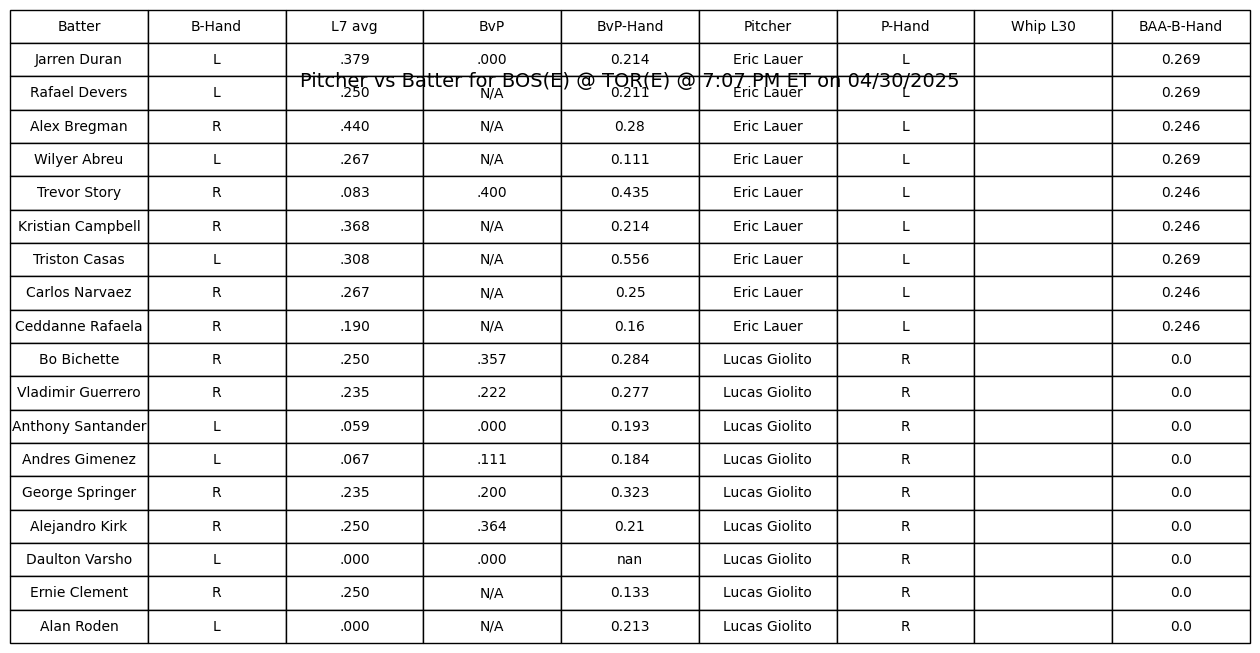 Batter B-Hand L7 avg BvP BvP-Hand Pitcher P-Hand Whip L30 BAA-B-Hand
Jarren Duran L .379 .000 0.214 Eric Lauer L 0.269
Pitcher vs Batter for BOS(E) @ TOR(E) @ 7:07 PM ET on 04/30/2025
Rafael Devers L .250 N/A 0.211 Eric Lauer L 0.269
Alex Bregman R .440 N/A 0.28 Eric Lauer L 0.246
Wilyer Abreu L .267 N/A 0.111 Eric Lauer L 0.269
Trevor Story R .083 .400 0.435 Eric Lauer L 0.246
Kristian Campbell R .368 N/A 0.214 Eric Lauer L 0.246
Triston Casas L .308 N/A 0.556 Eric Lauer L 0.269
Carlos Narvaez R .267 N/A 0.25 Eric Lauer L 0.246
Ceddanne Rafaela R .190 N/A 0.16 Eric Lauer L 0.246
Bo Bichette R .250 .357 0.284 Lucas Giolito R 0.0
Vladimir Guerrero R .235 .222 0.277 Lucas Giolito R 0.0
Anthony Santander L .059 .000 0.193 Lucas Giolito R 0.0
Andres Gimenez L .067 .111 0.184 Lucas Giolito R 0.0
George Springer R .235 .200 0.323 Lucas Giolito R 0.0
Alejandro Kirk R .250 .364 0.21 Lucas Giolito R 0.0
Daulton Varsho L .000 .000 nan Lucas Giolito R 0.0
Ernie Clement R .250 N/A 0.133 Lucas Giolito R 0.0
Alan Roden L .000 N/A 0.213 Lucas Giolito R 0.0